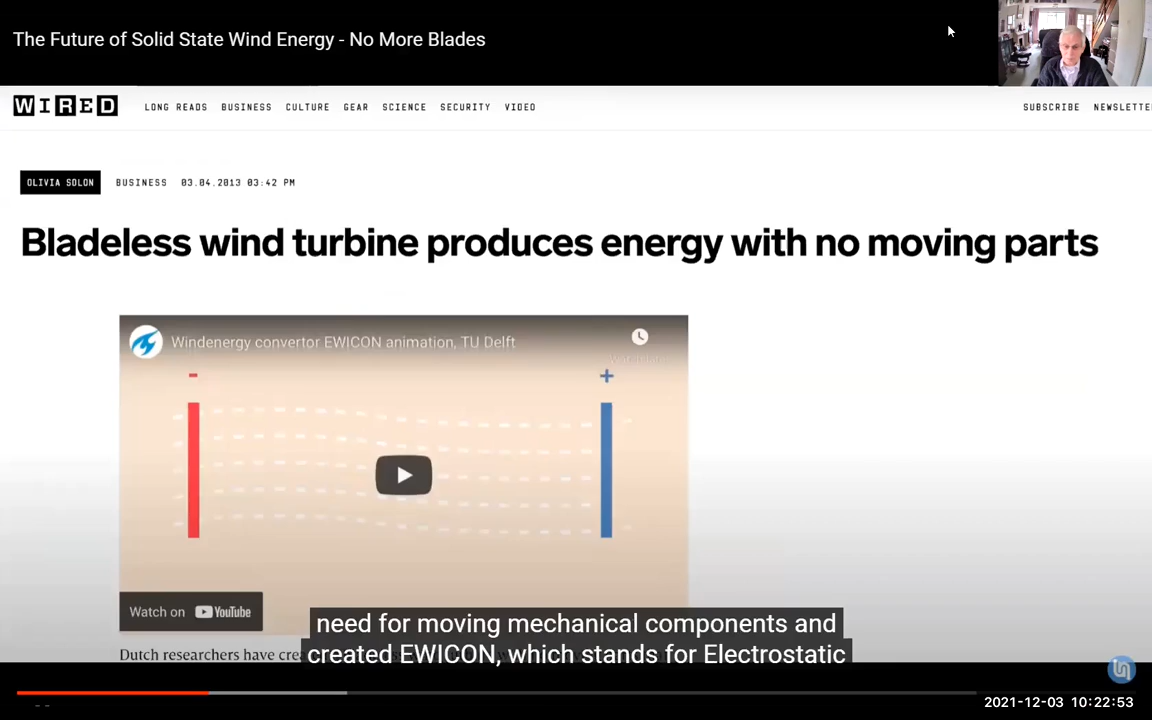 The Future of Solid State Wind Energy - No More Blades
WIRED LONG READS BUSINESS CULTURE GEAR SCIENCE SECURITY VIDEO SUBSCRIBE NEWSLETTE
OLIVIA SOLON BUSINESS 03.04.2013 03:42 PM
Bladeless wind turbine produces energy with no moving parts
Windenergy convertor EWICON animation, TU Delft
- +
Watch on YouTube
need for moving mechanical components and
Dutch researchers have crea
created EWICON, which stands for Electrostatic
2021-12-03 10:22:53